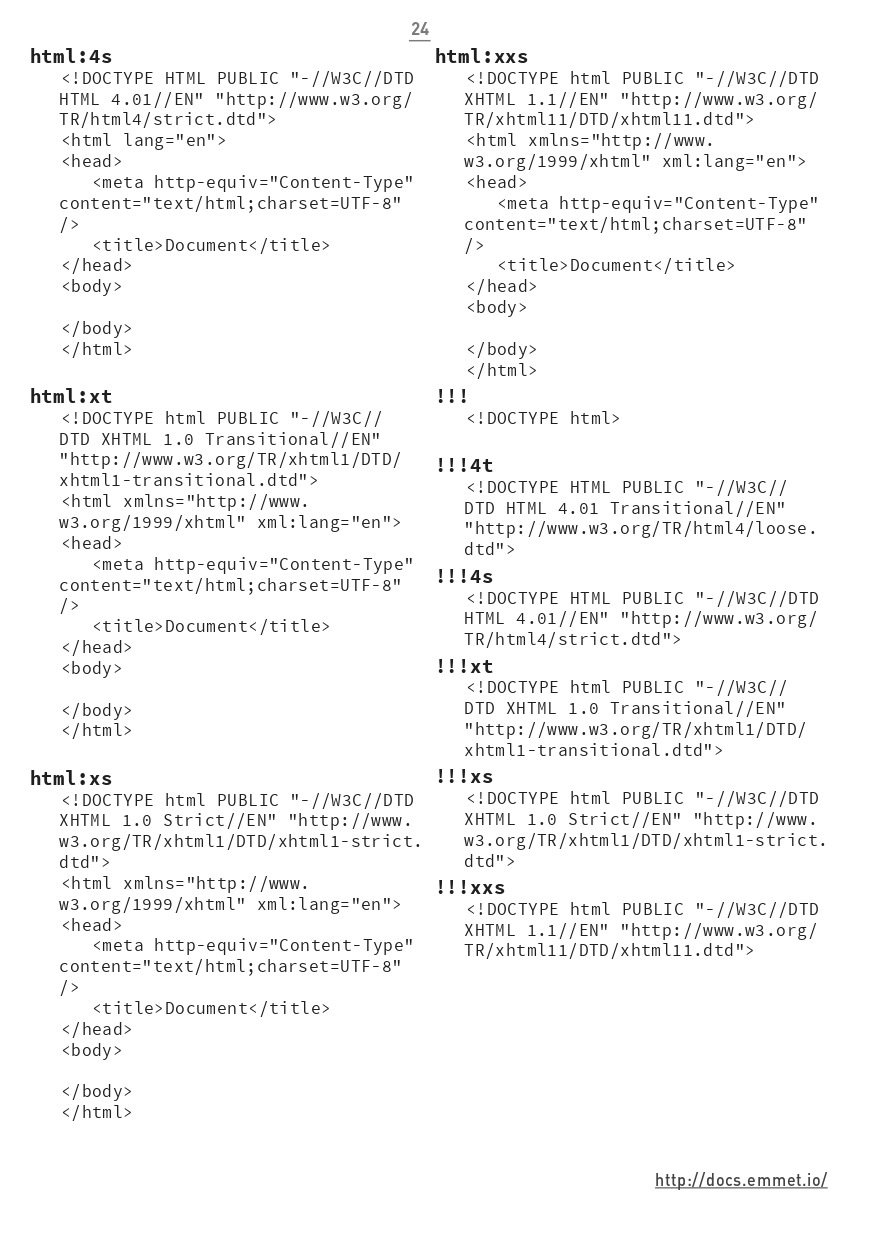 24
html:4s
<!DOCTYPE HTML PUBLIC "-//W3C//DTD
HTML 4.01//EN" "http://www.w3.org/
TR/html4/strict.dtd">
<html lang="en">
<head>
<meta http-equiv="Content-Type"
content="text/html;charset=UTF-8"
/>
<title>Document</title>
</head>
<body>
</body>
</html>
html:xt
<!DOCTYPE html PUBLIC "-//W3C//
DTD XHTML 1.0 Transitional//EN"
"http://www.w3.org/TR/xhtml1/DTD/
xhtml1-transitional.dtd">
<html xmlns="http://www.
w3.org/1999/xhtml" xml:lang="en">
<head>
<meta http-equiv="Content-Type"
content="text/html;charset=UTF-8"
/>
<title>Document</title>
</head>
<body>
</body>
</html>
html:xs
<!DOCTYPE html PUBLIC "-//W3C//DTD
XHTML 1.0 Strict//EN" "http://www.
w3.org/TR/xhtml1/DTD/xhtml1-strict.
dtd">
<html xmlns="http://www.
w3.org/1999/xhtml" xml:lang="en">
<head>
<meta http-equiv="Content-Type"
content="text/html;charset=UTF-8"
/>
<title>Document</title>
</head>
<body>
</body>
</html>
html:xxs
<!DOCTYPE html PUBLIC "-//W3C//DTD
XHTML 1.1//EN" "http://www.w3.org/
TR/xhtml11/DTD/xhtml11.dtd">
<html xmlns="http://www.
w3.org/1999/xhtml" xml:lang="en">
<head>
<meta http-equiv="Content-Type"
content="text/html;charset=UTF-8"
/>
<title>Document</title>
</head>
<body>
</body>
</html>
!!!
<!DOCTYPE html>
!!!4t
<!DOCTYPE HTML PUBLIC "-//W3C//
DTD HTML 4.01 Transitional//EN"
"http://www.w3.org/TR/html4/loose.
dtd">
!!!4s
<!DOCTYPE HTML PUBLIC "-//W3C//DTD
HTML 4.01//EN" "http://www.w3.org/
TR/html4/strict.dtd">
!!!xt
<!DOCTYPE html PUBLIC "-//W3C//
DTD XHTML 1.0 Transitional//EN"
"http://www.w3.org/TR/xhtml1/DTD/
xhtml1-transitional.dtd">
!!!xs
<!DOCTYPE html PUBLIC "-//W3C//DTD
XHTML 1.0 Strict//EN" "http://www.
w3.org/TR/xhtml1/DTD/xhtml1-strict.
dtd">
!!!xxs
<!DOCTYPE html PUBLIC "-//W3C//DTD
XHTML 1.1//EN" "http://www.w3.org/
TR/xhtml11/DTD/xhtml11.dtd">
http://docs.emmet.io/